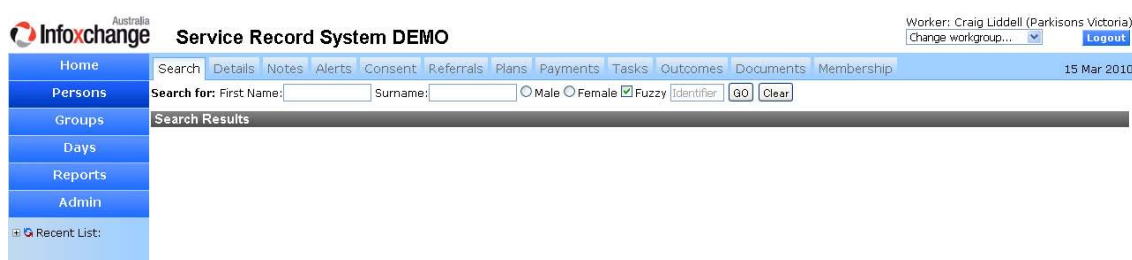 Australia
Infoxchange
Service Record System DEMO
Worker: Craig Liddell (Parkisons Victoria)
Change workgroup...
Logout
Home
Search Details Notes Alerts Consent Referrals Plans Payments Tasks Outcomes Documents Membership
15 Mar 2010
Persons
Search for: First Name: Surname: Male Female Fuzzy Identifier GO Clear
Groups
Search Results
Days
Reports
Admin
Recent List: